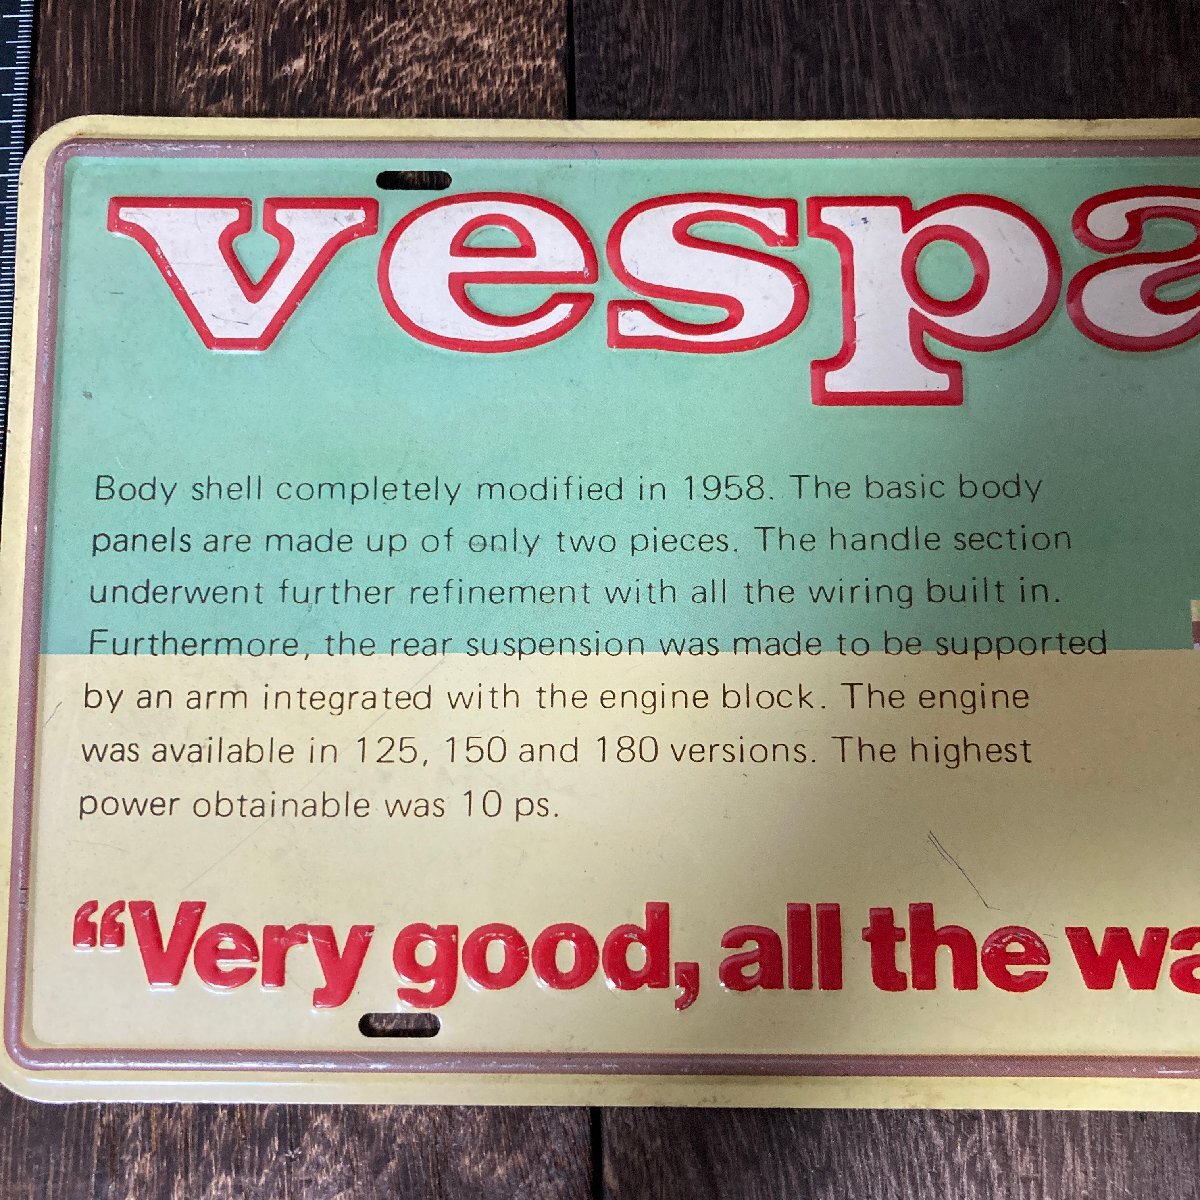 vespa
Body shell completely modified in 1958. The basic body
panels are made up of only two pieces. The handle section
underwent further refinement with all the wiring built in.
Furthermore, the rear suspension was made to be supported
by an arm integrated with the engine block. The engine
was available in 125, 150 and 180 versions. The highest
power obtainable was 10 ps.
“Very good, all the wa